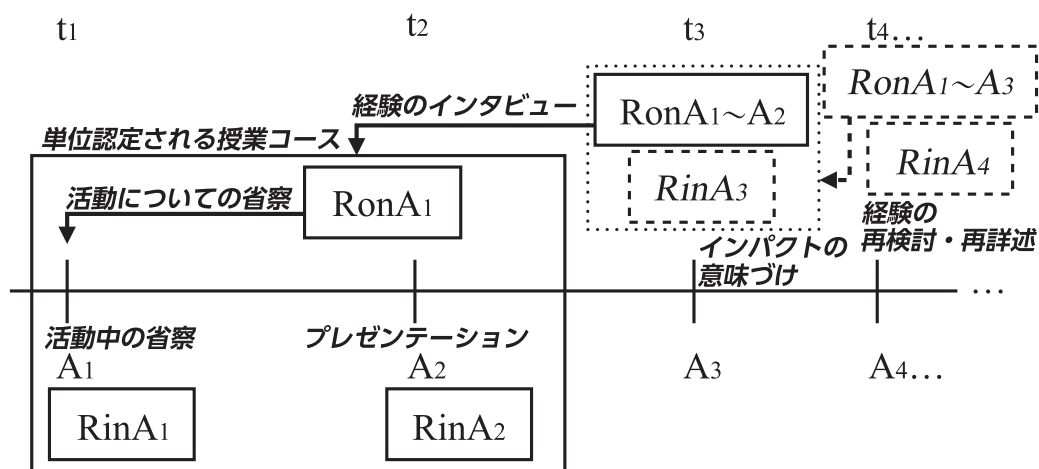 t1
t2
t3
t4...
RonA1~A3
RonA1~A2
経験のインタビュー
単位認定される授業コース
RinA4
RinA3
活動についての省察
RonA1
経験の
再検討・再詳述
インパクトの
意味づけ
...
活動中の省察
プレゼンテーション
A1
A2
A3
A4...
RinA1
RinA2